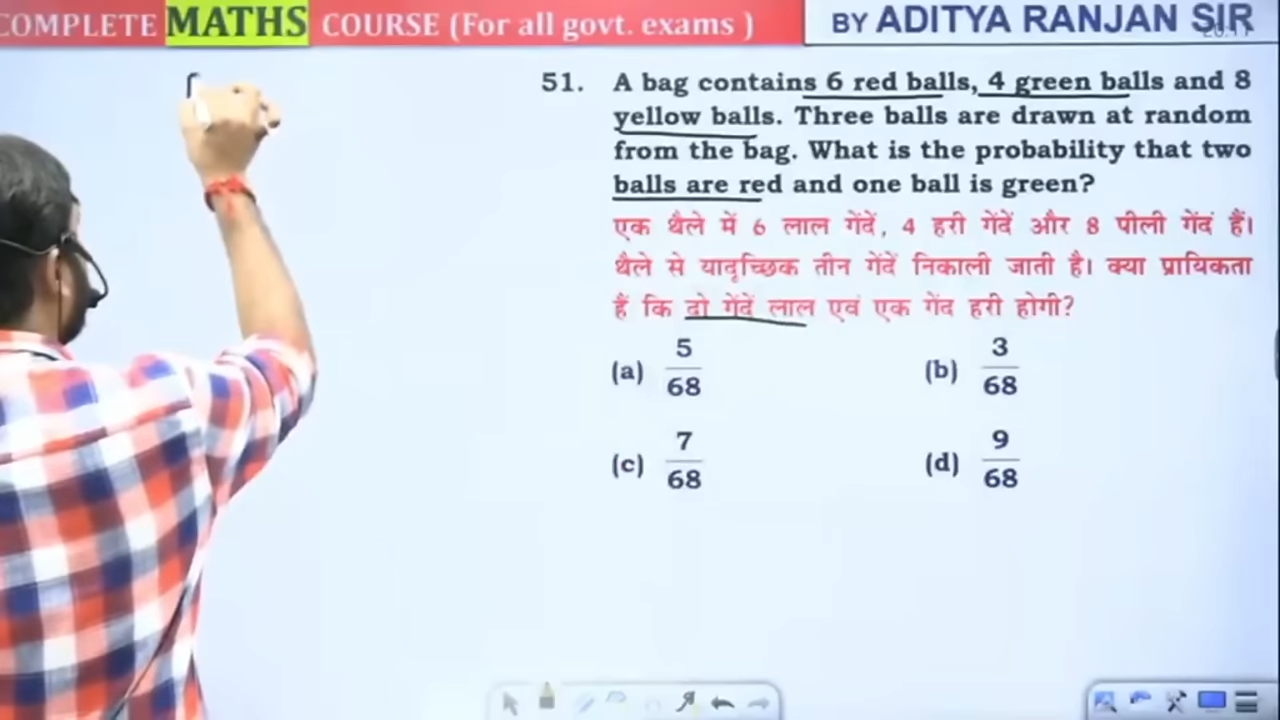 COMPLETE MATHS COURSE (For all govt. exams )
BY ADITYA RANJAN SIR
51. A bag contains 6 red balls, 4 green balls and 8
yellow balls. Three balls are drawn at random
from the bag. What is the probability that two
balls are red and one ball is green?
एक थैले में 6 लाल गेंदें, 4 हरी गेंदें और 8 पीली गेंदं हैं।
थैले से यादृच्छिक तीन गेंदें निकाली जाती है। क्या प्रायिकता
हैं कि दो गेंदें लाल एवं एक गेंद हरी होगी?
(a) 5/68 (b) 3/68
(c) 7/68 (d) 9/68